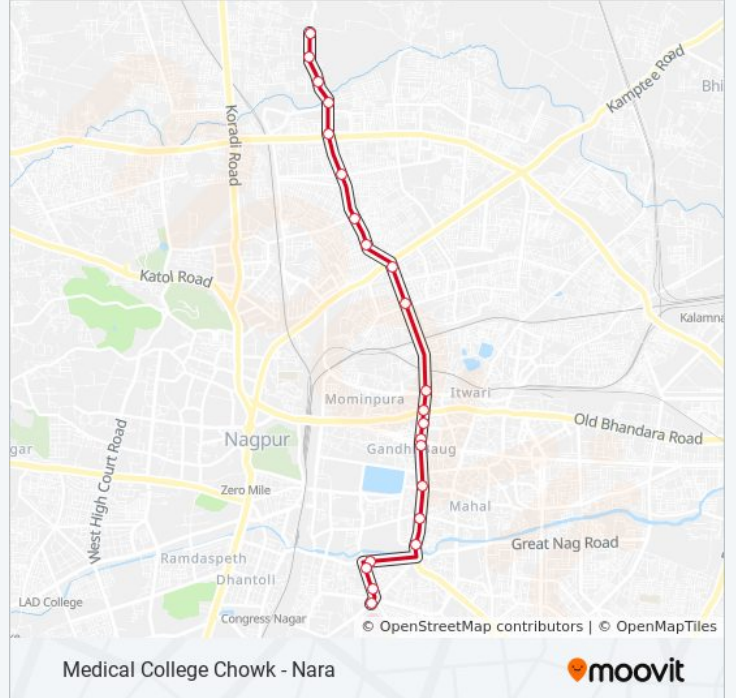 Kamptee Road
Bhi
Koradi Road
Katol Road
Kalamna
Mominpura
Itwari
Old Bhandara Road
West High Court Road
gar
Nagpur
Gandhibaug
Zero Mile
Mahal
Great Nag Road
Ramdaspeth
Dhantoli
LAD College
Congress Nagar
© OpenStreetMap contributors | © OpenMapTiles
Medical College Chowk - Nara
moovit